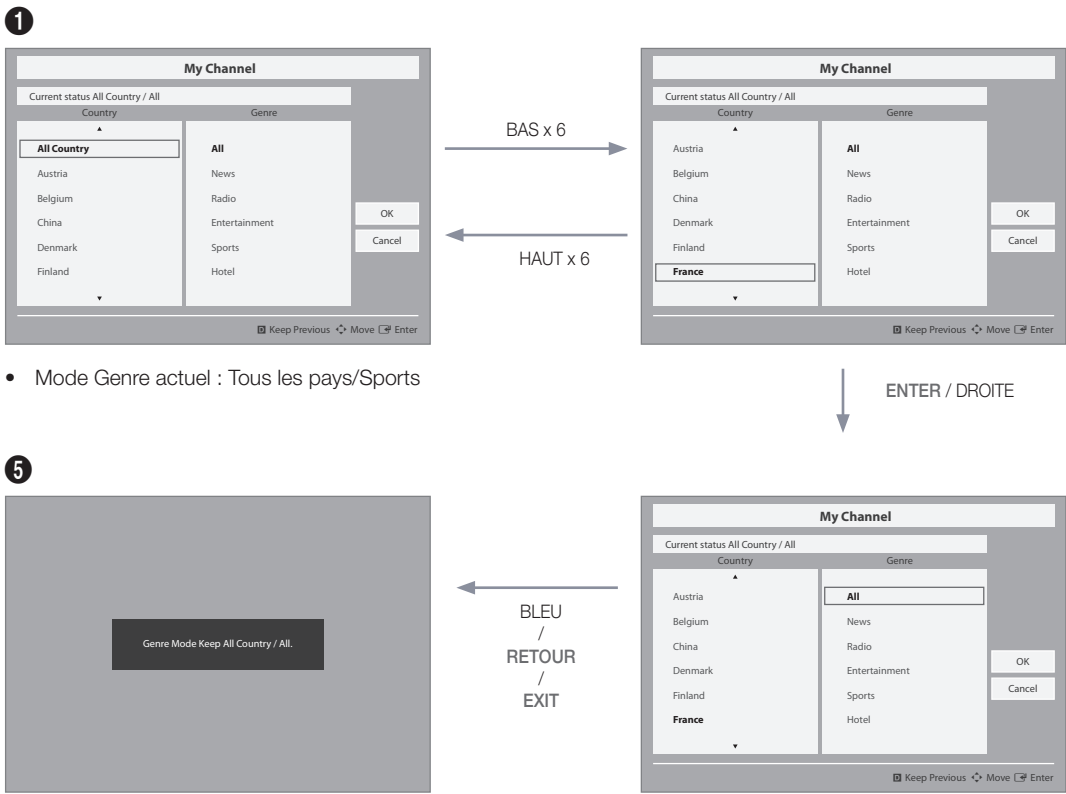 1
My Channel
Current status All Country / All
Country Genre
All Country All
Austria News
Belgium Radio
China Entertainment
Denmark Sports
Finland Hotel
OK
Cancel
D Keep Previous Move Enter
BAS x 6
HAUT x 6
My Channel
Current status All Country / All
Country Genre
Austria All
Belgium News
China Radio
Denmark Entertainment
Finland Sports
France Hotel
OK
Cancel
D Keep Previous Move Enter
• Mode Genre actuel : Tous les pays/Sports
ENTER / DROITE
5
Genre Mode Keep All Country / All.
BLEU
/
RETOUR
/
EXIT
My Channel
Current status All Country / All
Country Genre
Austria All
Belgium News
China Radio
Denmark Entertainment
Finland Sports
France Hotel
OK
Cancel
D Keep Previous Move Enter